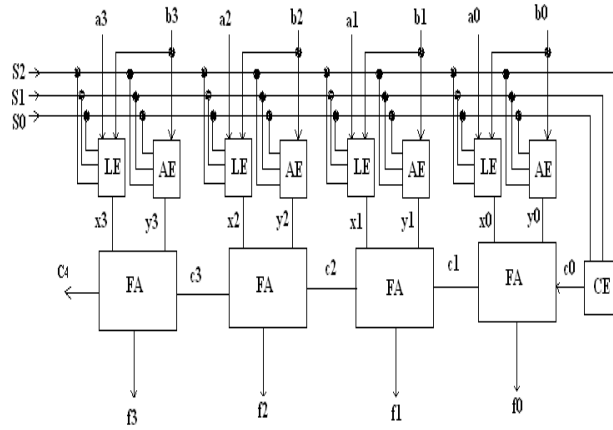 a3 b3 a2 b2 a1 b1 a0 b0
S2
S1
S0
LE AE LE AE LE AE LE AE
x3 y3 x2 y2 x1 y1 x0 y0
C4 FA c3 FA c2 FA c1 FA c0 CE
f3 f2 f1 f0